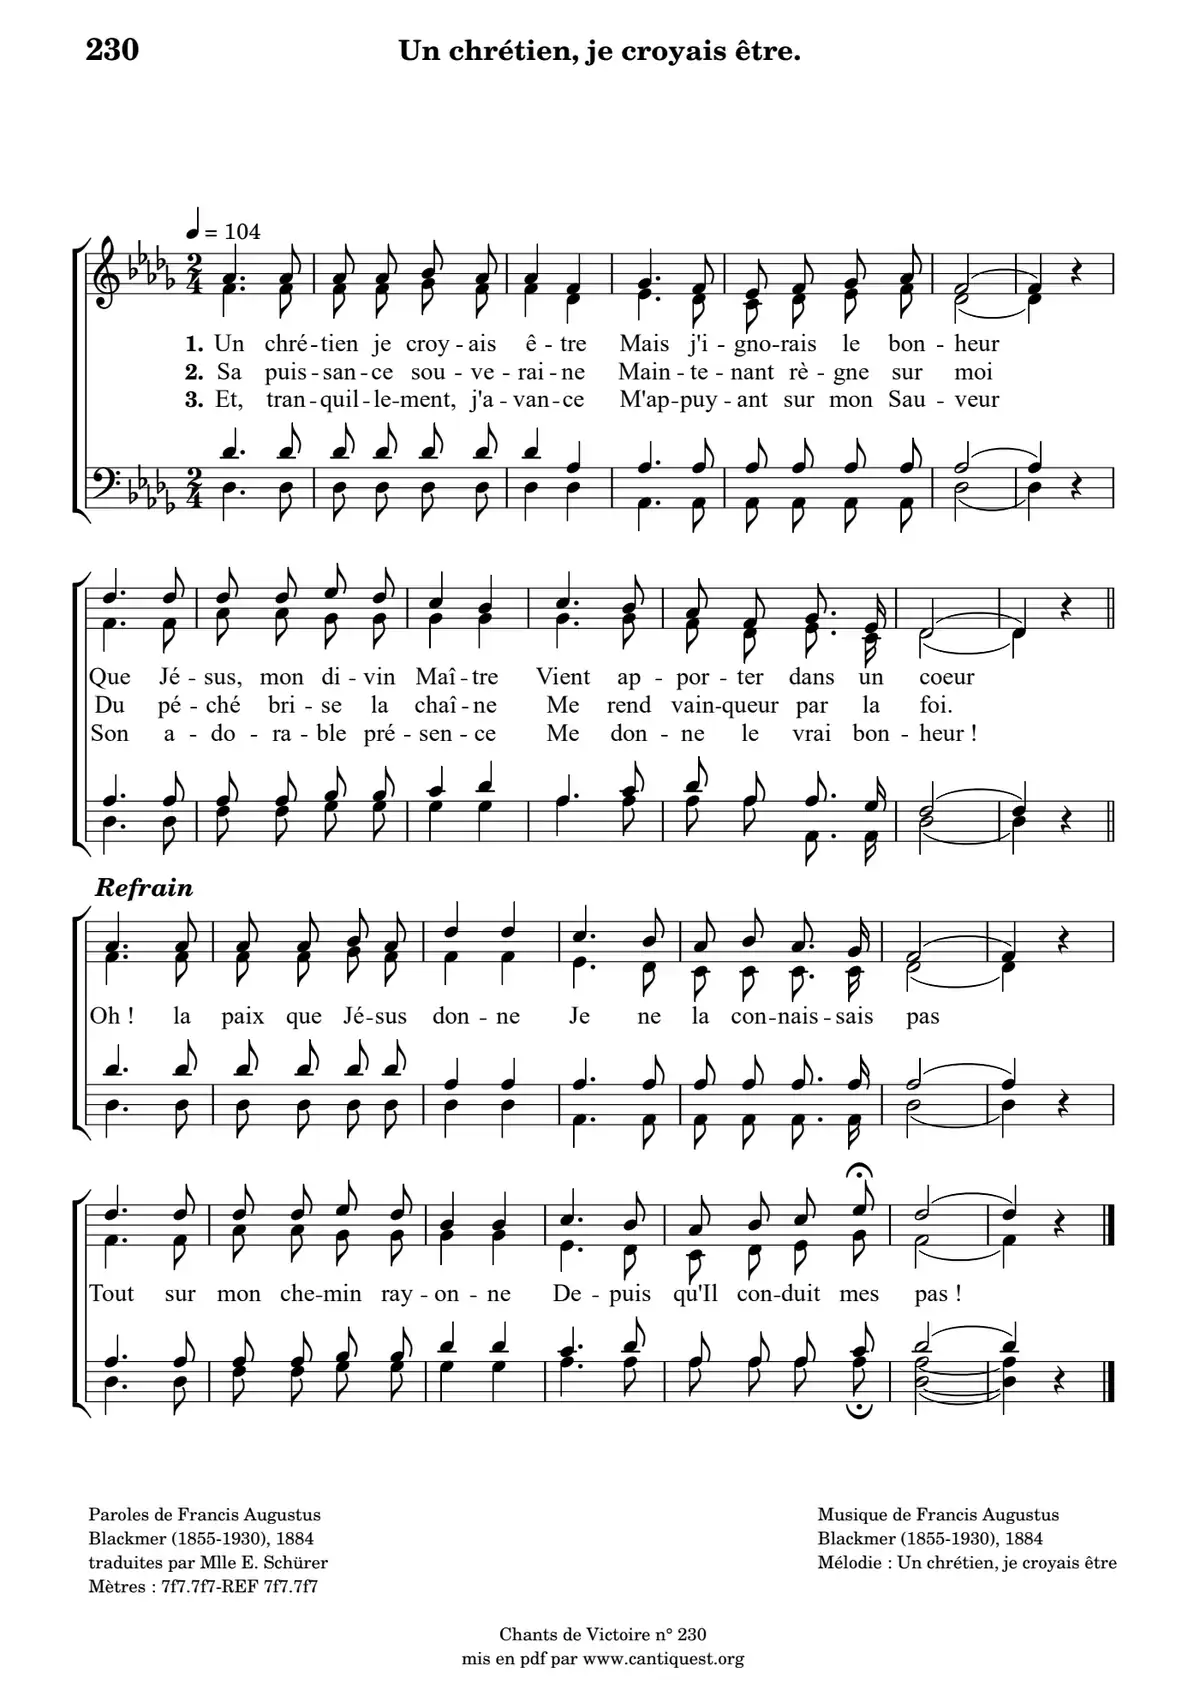 230 Un chrétien, je croyais être.
= 104
1. Un chré-tien je croy-ais ê-tre Mais j'i-gno-rais le bon-heur
2. Sa puis-san-ce sou-ve-rai-ne Main-te-nant rè-gne sur moi
3. Et, tran-quil-le-ment, j'a-van-ce M'ap-puy-ant sur mon Sau-veur
Que Jé-sus, mon di-vin Maî-tre Vient ap-por-ter dans un coeur
Du pé-ché bri-se la chaî-ne Me rend vain-queur par la foi.
Son a-do-ra-ble pré-sen-ce Me don-ne le vrai bon-heur !
Refrain
Oh ! la paix que Jé-sus don-ne Je ne la con-nais-sais pas
Tout sur mon che-min ray-on-ne De-puis qu'Il con-duit mes pas !
Paroles de Francis Augustus
Blackmer (1855-1930), 1884
traduites par Mlle E. Schürer
Mètres : 7f7.7f7-REF 7f7.7f7
Musique de Francis Augustus
Blackmer (1855-1930), 1884
Mélodie : Un chrétien, je croyais être
Chants de Victoire n° 230
mis en pdf par www.cantiquest.org